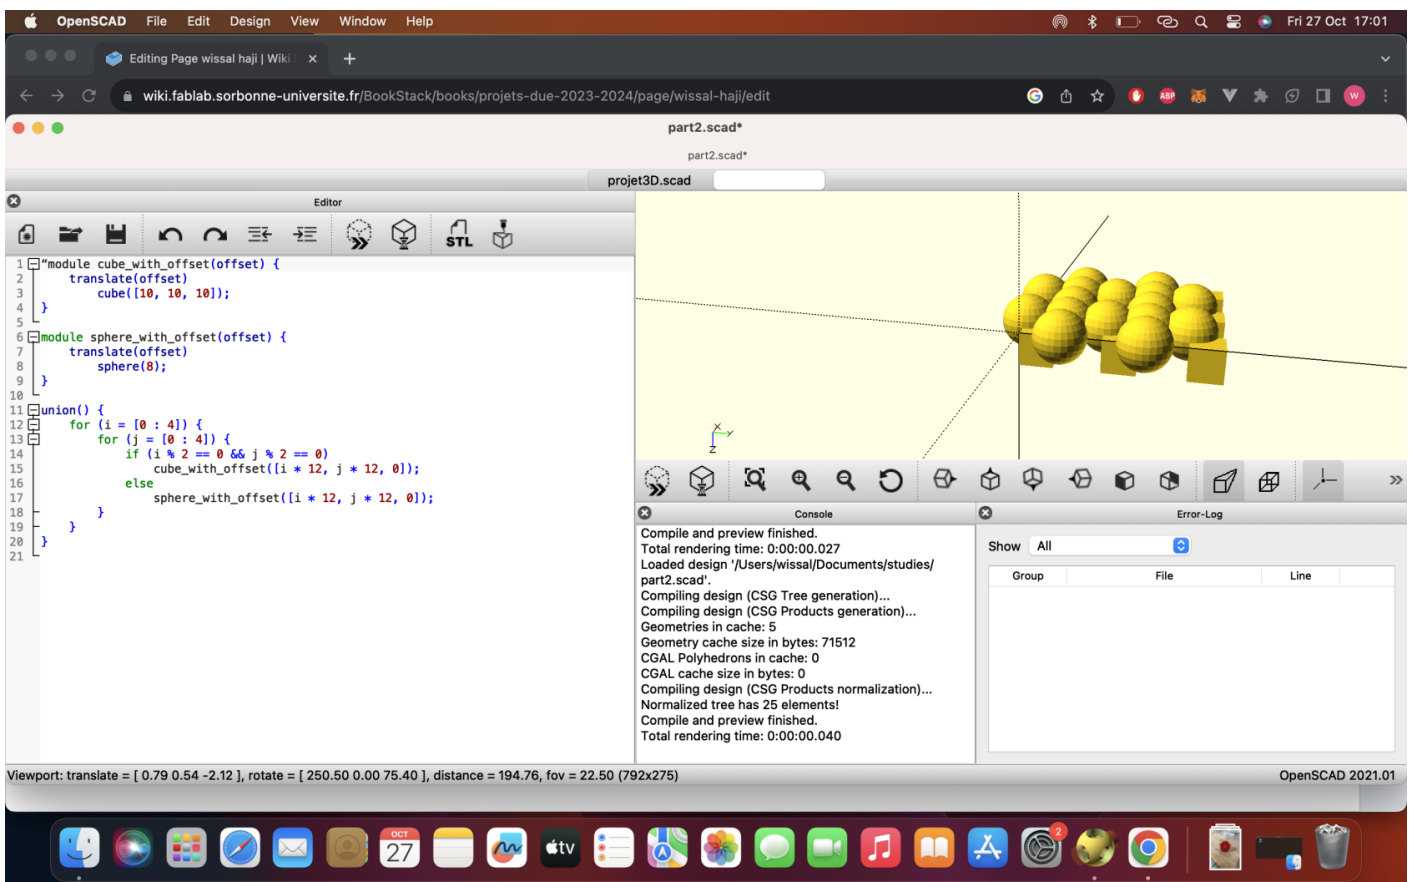 OpenSCAD File Edit Design View Window Help Fri 27 Oct 17:01
Editing Page wissal haji | Wiki
wiki.fablab.sorbonne-universite.fr/BookStack/books/projets-due-2023-2024/page/wissal-haji/edit
ABP
W
part2.scad*
part2.scad*
projet3D.scad
Editor
STL
1 “module cube_with_offset(offset) {
2 translate(offset)
3 cube([10, 10, 10]);
4 }
5
6 module sphere_with_offset(offset) {
7 translate(offset)
8 sphere(8);
9 }
10
11 union() {
12 for (i = [0 : 4]) {
13 for (j = [0 : 4]) {
14 if (i % 2 == 0 && j % 2 == 0)
15 cube_with_offset([i * 12, j * 12, 0]);
16 else
17 sphere_with_offset([i * 12, j * 12, 0]);
18 }
19 }
20 }
21
X
y
Z
Console
Compile and preview finished.
Total rendering time: 0:00:00.027
Loaded design '/Users/wissal/Documents/studies/
part2.scad'.
Compiling design (CSG Tree generation)...
Compiling design (CSG Products generation)...
Geometries in cache: 5
Geometry cache size in bytes: 71512
CGAL Polyhedrons in cache: 0
CGAL cache size in bytes: 0
Compiling design (CSG Products normalization)...
Normalized tree has 25 elements!
Compile and preview finished.
Total rendering time: 0:00:00.040
Error-Log
Show All
Group File Line
Viewport: translate = [ 0.79 0.54 -2.12 ], rotate = [ 250.50 0.00 75.40 ], distance = 194.76, fov = 22.50 (792x275) OpenSCAD 2021.01
OCT
27
tv
2